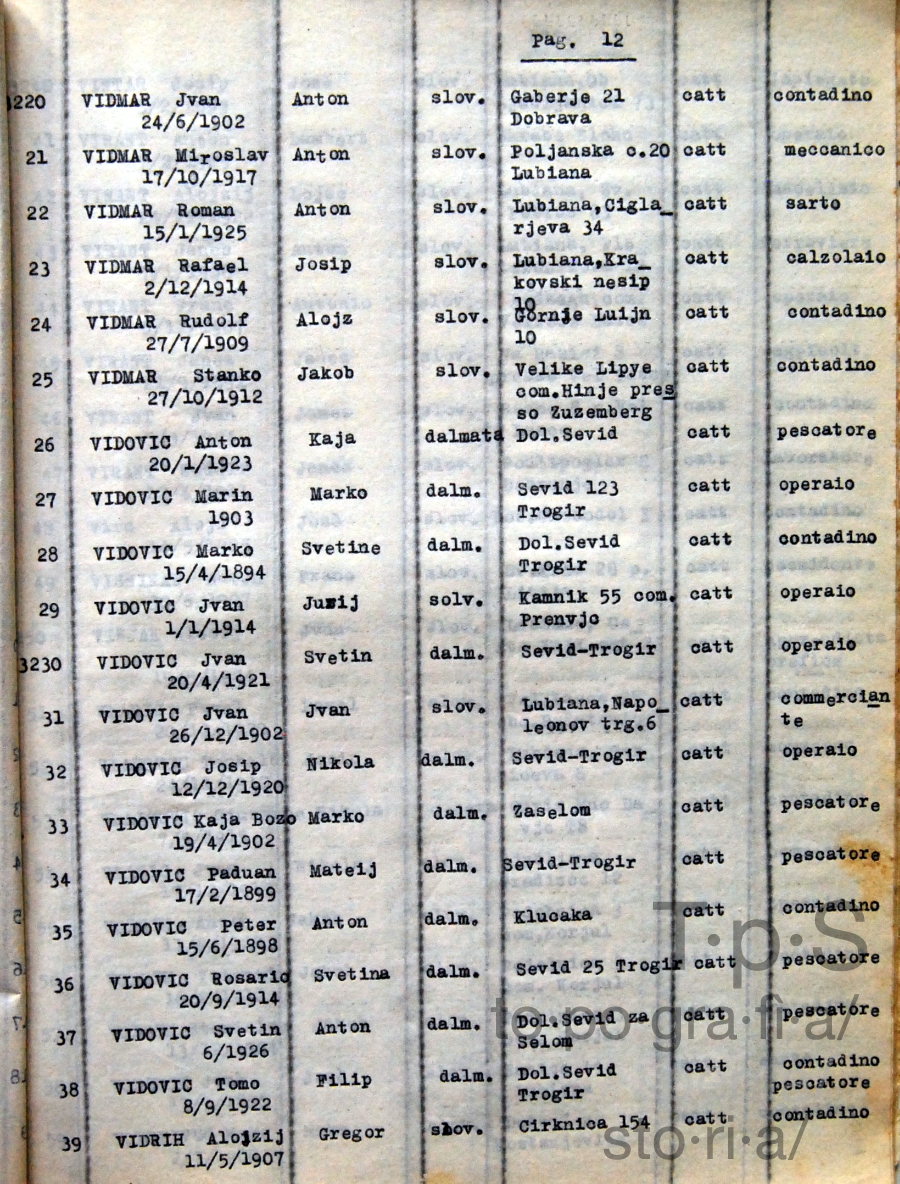 Pag. 12
3220 VIDMAR Jvan Anton slov. Gaberje 21 catt contadino
24/6/1902 Dobrava
21 VIDMAR Miroslav Anton slov. Poljanska c.20 catt meccanico
17/10/1917 Lubiana
22 VIDMAR Roman Anton slov. Lubiana,Cigla_ catt sarto
15/1/1925 rjeva 34
23 VIDMAR Rafael Josip slov. Lubiana,Kra_ catt calzolaio
2/12/1914 kovski nesip
10
24 VIDMAR Rudolf Alojz slov. Gornje Luijn catt contadino
27/7/1909 10
25 VIDMAR Stanko Jakob slov. Velike Lipye catt contadino
27/10/1912 com.Hinje pres
so Zuzemberg
26 VIDOVIC Anton Kaja dalmata Dol.Sevid catt pescatore
20/1/1923
27 VIDOVIC Marin Marko dalm. Sevid 123 catt operaio
1903 Trogir
28 VIDOVIC Marko Svetine dalm. Dol.Sevid catt contadino
15/4/1894 Trogir
29 VIDOVIC Jvan Jurij solv. Kamnik 55 com. catt operaio
1/1/1914 Prenvjc
3230 VIDOVIC Jvan Svetin dalm. Sevid-Trogir catt operaio
20/4/1921
31 VIDOVIC Jvan Jvan slov. Lubiana,Napo_ catt commercian
26/12/1902 leonov trg.6 te
32 VIDOVIC Josip Nikola dalm. Sevid-Trogir catt operaio
12/12/1920
33 VIDOVIC Kaja Bozo Marko dalm. Zaselom catt pescatore
19/4/1902
34 VIDOVIC Paduan Mateij dalm. Sevid-Trogir catt pescatore
17/2/1899
35 VIDOVIC Peter Anton dalm. Klucaka catt contadino
15/6/1898
36 VIDOVIC Rosario Svetina dalm. Sevid 25 Trogir catt pescatore
20/9/1914
37 VIDOVIC Svetin Anton dalm. Dol.Sevid za catt pescatore
6/1926 Selom
38 VIDOVIC Tomo Filip dalm. Dol.Sevid catt contadino
8/9/1922 Trogir pescatore
39 VIDRIH Alojzij Gregor slov. Cirknica 154 catt contadino
11/5/1907
T·p·S
to·po·gra·fi·a/
sto·ri·a/